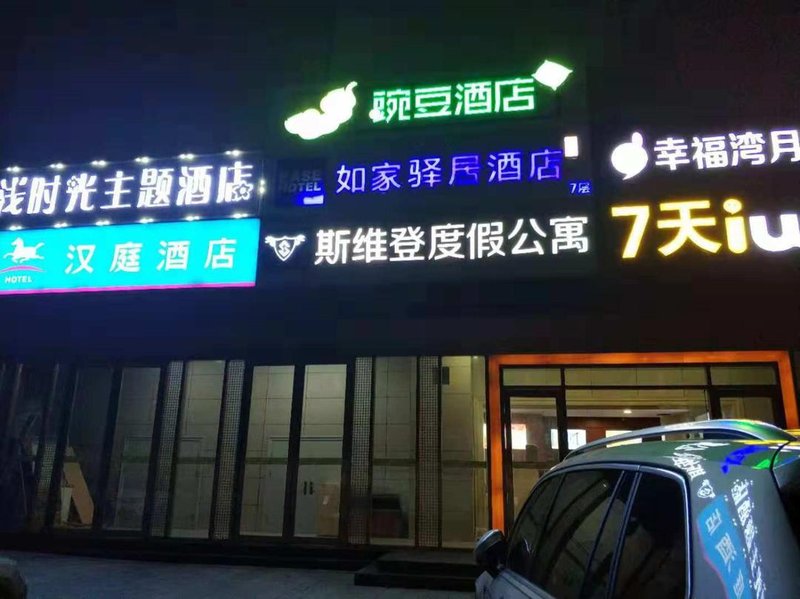 豌豆酒店
浅时光主题酒店
HASE HOTEL
如家驿居酒店
7层
幸福湾月
汉庭酒店
HOTEL
斯维登度假公寓
7天iu